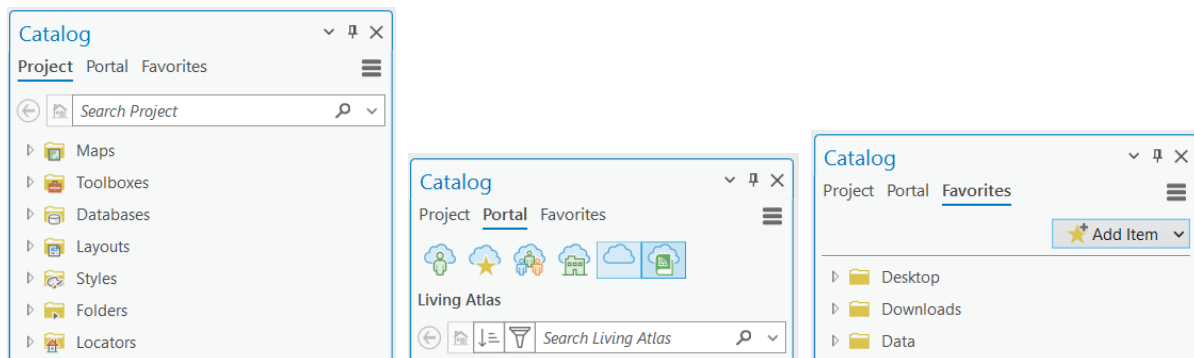 Catalog
Project Portal Favorites
Search Project
Maps
Toolboxes
Databases
Layouts
Styles
Folders
Locators
Catalog
Project Portal Favorites
Living Atlas
Search Living Atlas
Catalog
Project Portal Favorites
Add Item
Desktop
Downloads
Data